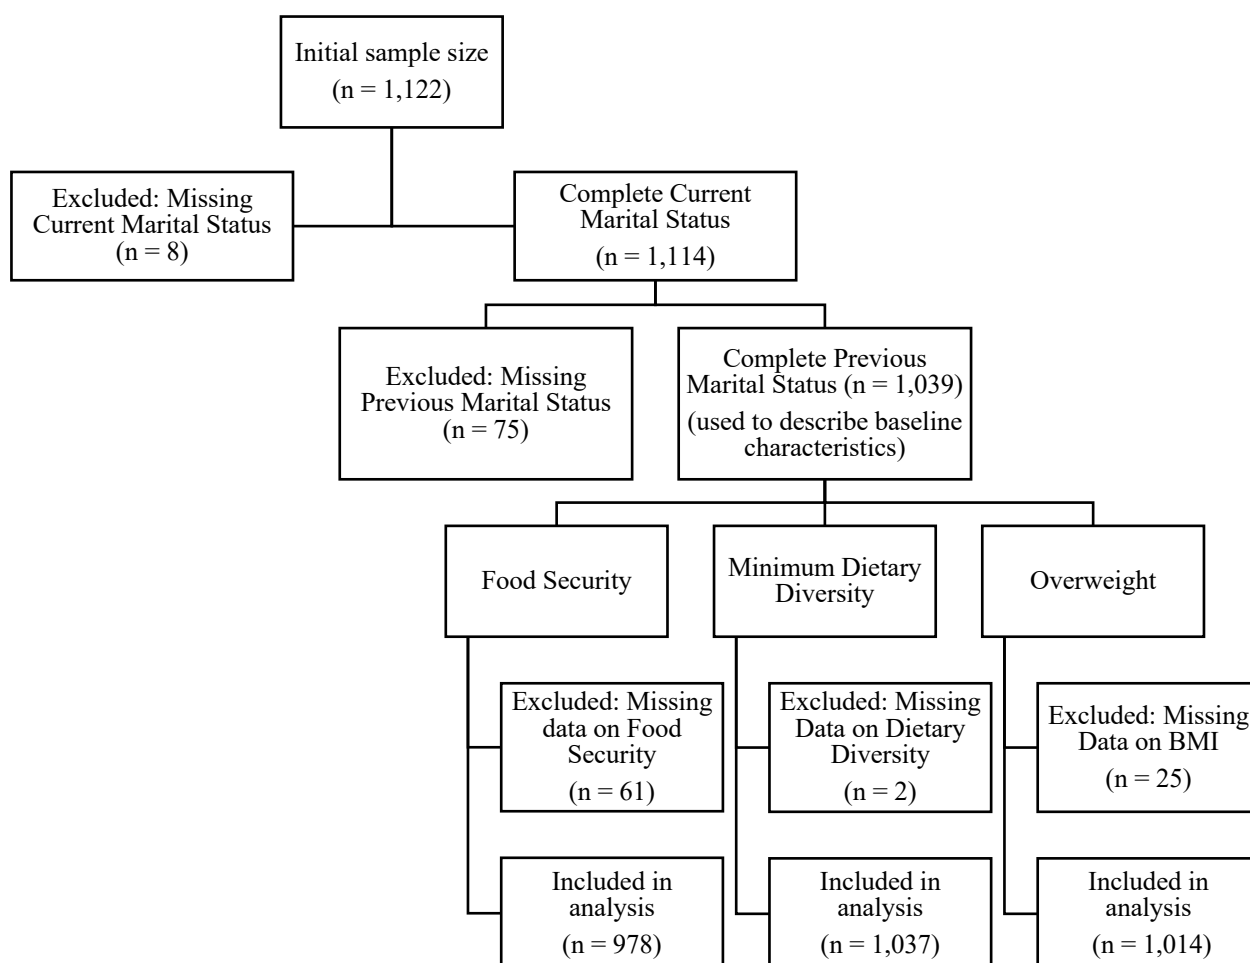 Initial sample size
(n = 1,122)
Excluded: Missing
Current Marital Status
(n = 8)
Complete Current
Marital Status
(n = 1,114)
Excluded: Missing
Previous Marital Status
(n = 75)
Complete Previous
Marital Status (n = 1,039)
(used to describe baseline
characteristics)
Food Security
Minimum Dietary
Diversity
Overweight
Excluded: Missing
data on Food
Security
(n = 61)
Excluded: Missing
Data on Dietary
Diversity
(n = 2)
Excluded: Missing
Data on BMI
(n = 25)
Included in
analysis
(n = 978)
Included in
analysis
(n = 1,037)
Included in
analysis
(n = 1,014)